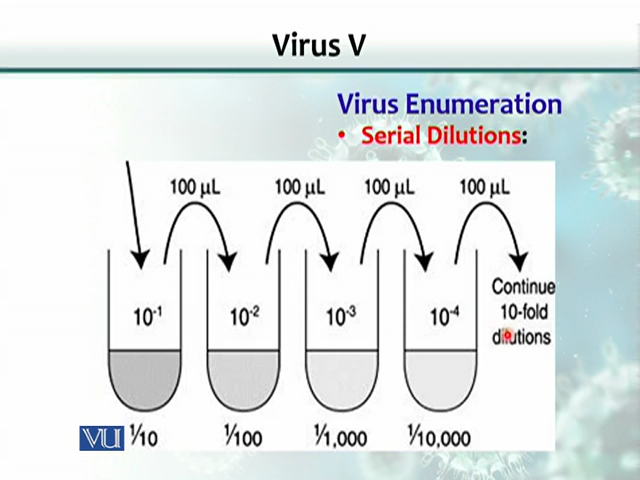 Virus V
Virus Enumeration
• Serial Dilutions:
100 µL 100 µL 100 µL 100 µL
10⁻¹ 10⁻² 10⁻³ 10⁻⁴
Continue
10-fold
dilutions
VU
1/10 1/100 1/1,000 1/10,000